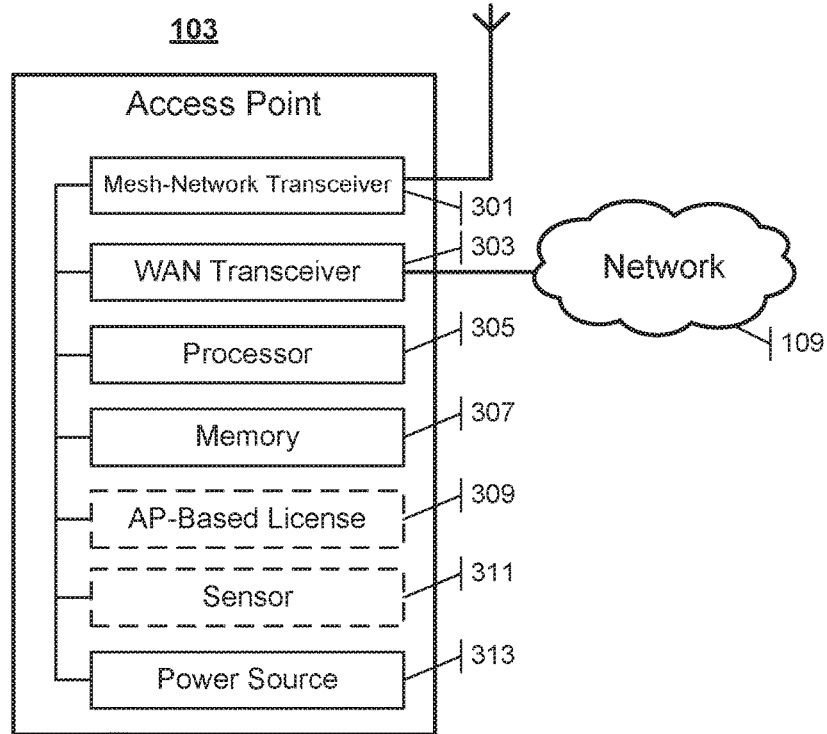 103
Access Point
Mesh-Network Transceiver
301
303
WAN Transceiver
Network
305
Processor
109
307
Memory
309
AP-Based License
311
Sensor
313
Power Source